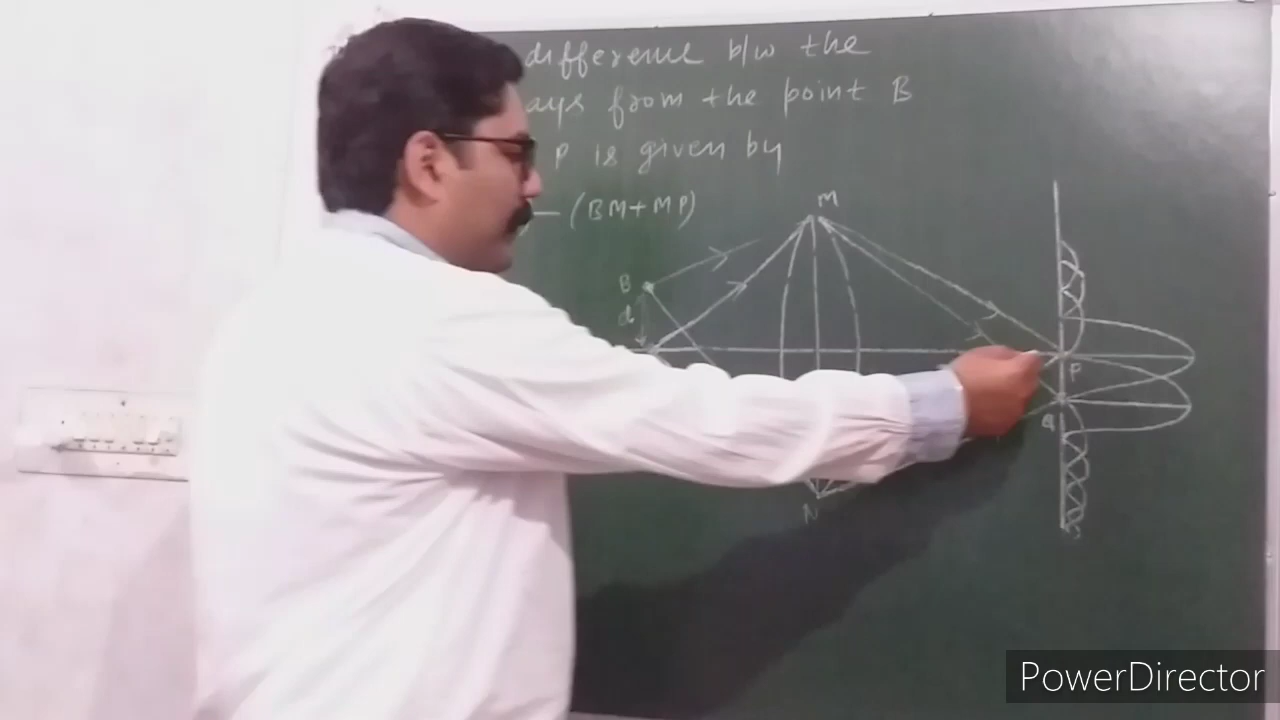 difference b/w the
ays from the point B
P is given by
— (BM+MP)
M
B
d
P
Q
N
PowerDirector